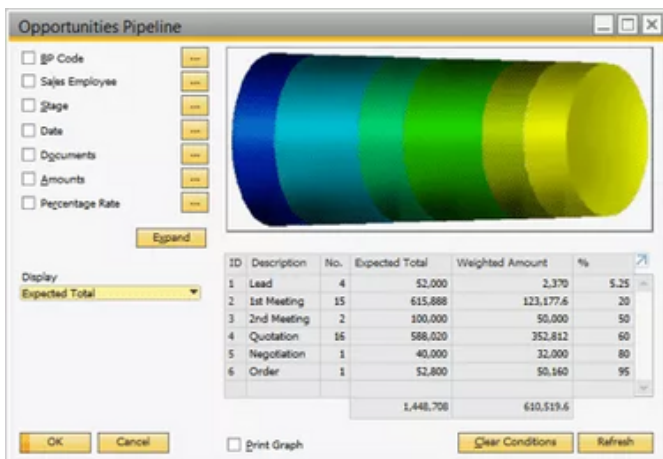 Opportunities Pipeline
BP Code
Sales Employee
Stage
Date
Documents
Amounts
Percentage Rate
Expand
Display
Expected Total
ID Description No. Expected Total Weighted Amount %
1 Lead 4 52,000 2,370 5.25
2 1st Meeting 15 615,888 123,177.6 20
3 2nd Meeting 2 100,000 50,000 50
4 Quotation 16 588,020 352,812 60
5 Negotiation 1 40,000 32,000 80
6 Order 1 52,800 50,160 95
1,448,708 610,519.6
OK Cancel Print Graph Clear Conditions Refresh